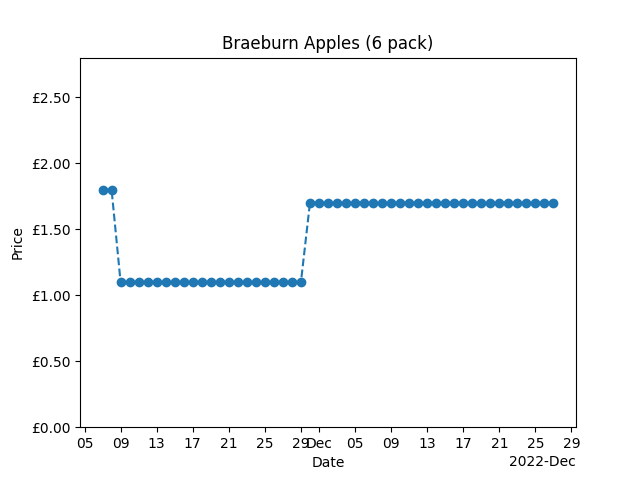 Braeburn Apples (6 pack)
£2.50
£2.00
£1.50
£1.00
£0.50
£0.00
Price
05 09 13 17 21 25 29 Dec 05 09 13 17 21 25 29
Date
2022-Dec